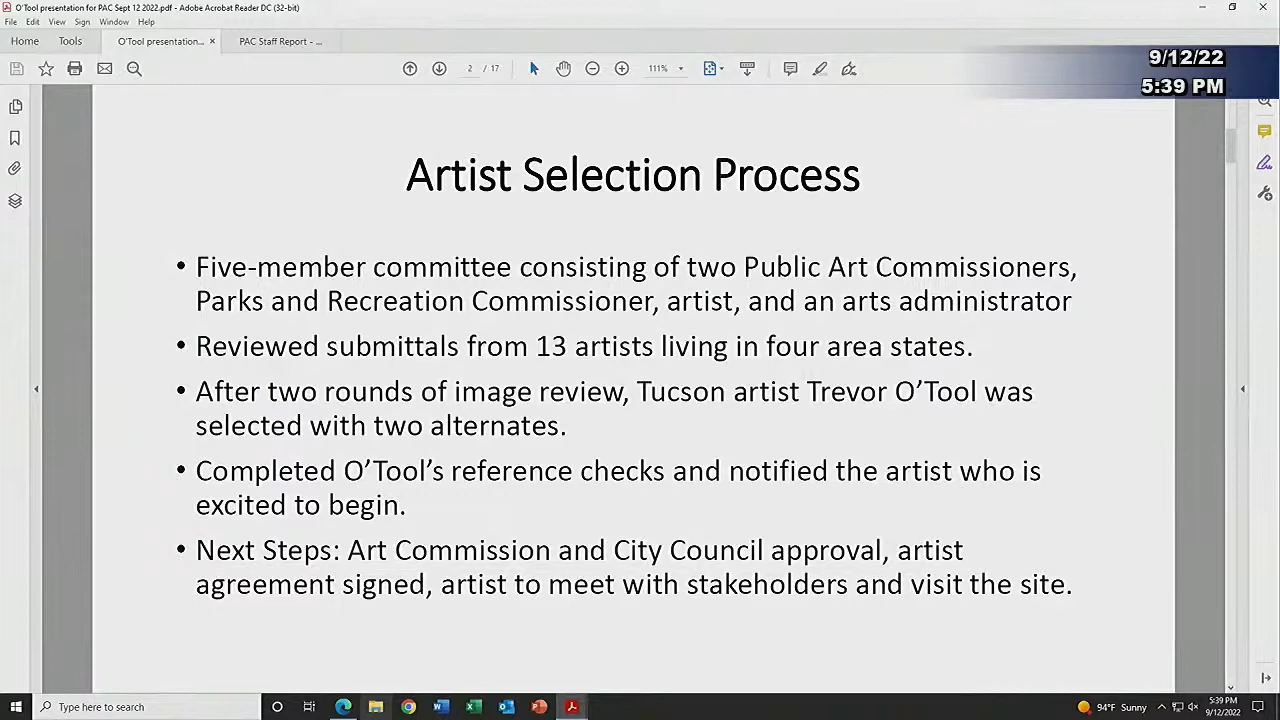 O'Tool presentation for PAC Sept 12 2022.pdf - Adobe Acrobat Reader DC (32-bit)
File Edit View Sign Window Help
Home Tools O'Tool presentation... × PAC Staff Report - ...
9/12/22
2 / 11 111%
5:39 PM
Artist Selection Process
• Five-member committee consisting of two Public Art Commissioners,
Parks and Recreation Commissioner, artist, and an arts administrator
• Reviewed submittals from 13 artists living in four area states.
• After two rounds of image review, Tucson artist Trevor O'Tool was
selected with two alternates.
• Completed O'Tool's reference checks and notified the artist who is
excited to begin.
• Next Steps: Art Commission and City Council approval, artist
agreement signed, artist to meet with stakeholders and visit the site.
Type here to search
94°F Sunny
5:39 PM
9/12/2022